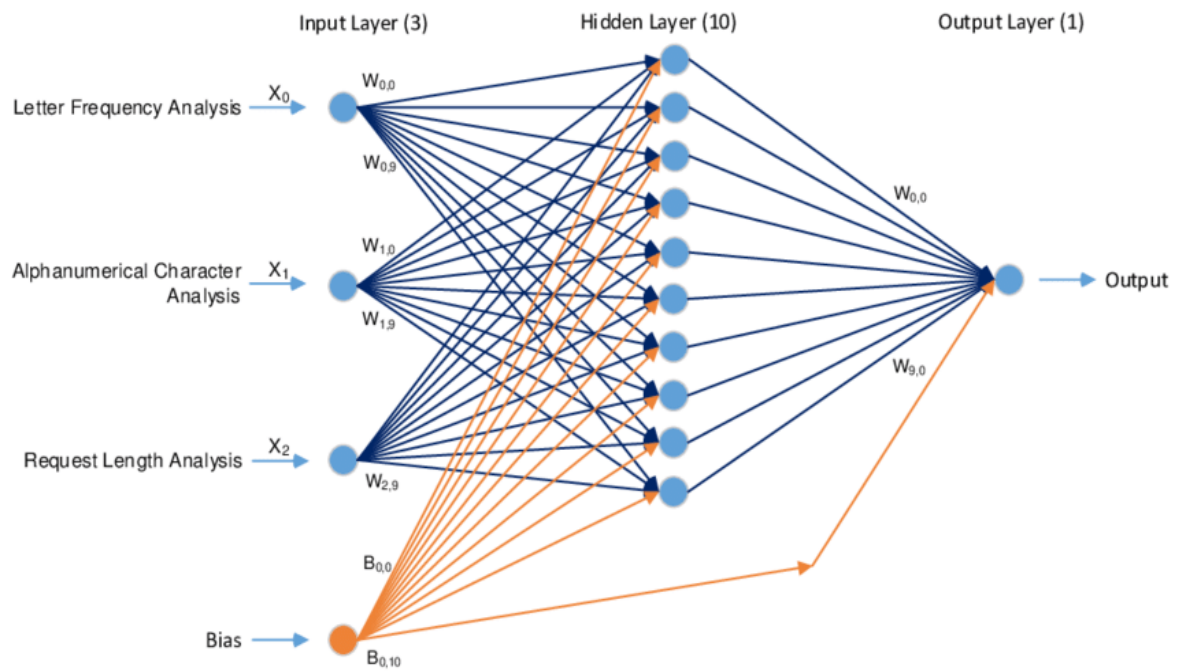 Input Layer (3)
Hidden Layer (10)
Output Layer (1)
Letter Frequency Analysis
X0
W0,0
W0,9
Alphanumerical Character
Analysis
X1
W1,0
W1,9
Request Length Analysis
X2
W2,9
Bias
B0,0
B0,10
W0,0
W9,0
Output